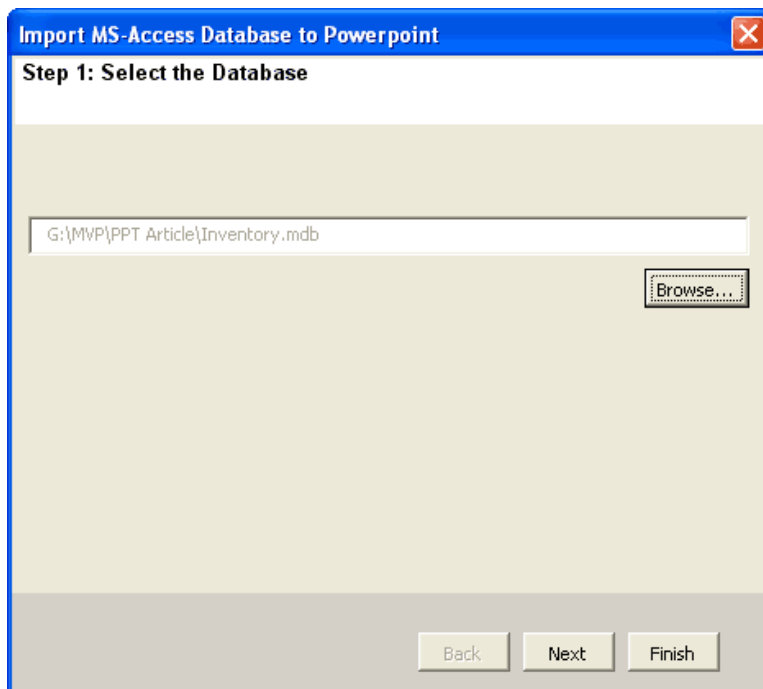 Import MS-Access Database to Powerpoint
Step 1: Select the Database
G:\MVP\PPT Article\Inventory.mdb
Browse...
Back Next Finish